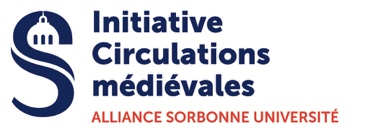 Initiative
Circulations
médiévales
ALLIANCE SORBONNE UNIVERSITÉ